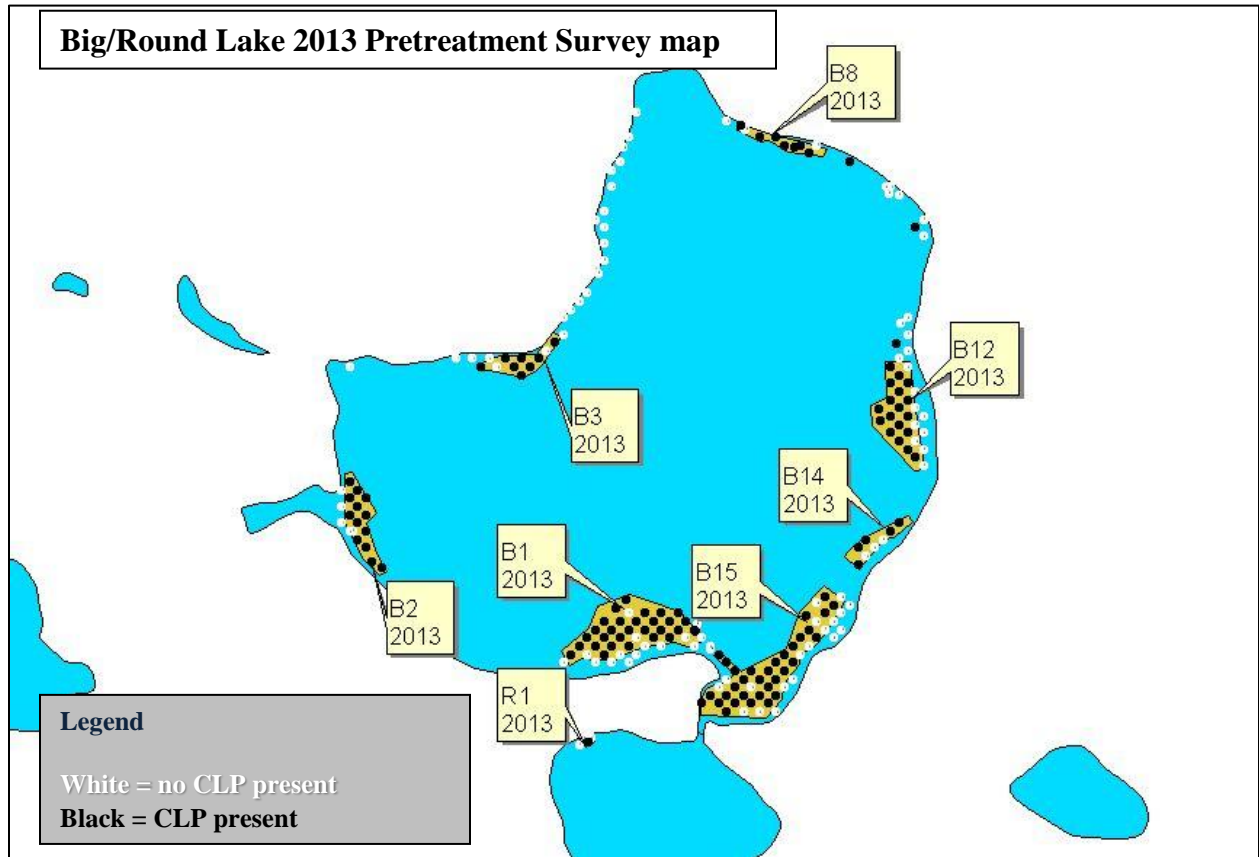 Big/Round Lake 2013 Pretreatment Survey map
B8
2013
B12
2013
B3
2013
B14
2013
B1
2013
B15
2013
B2
2013
R1
2013
Legend
White = no CLP present
Black = CLP present